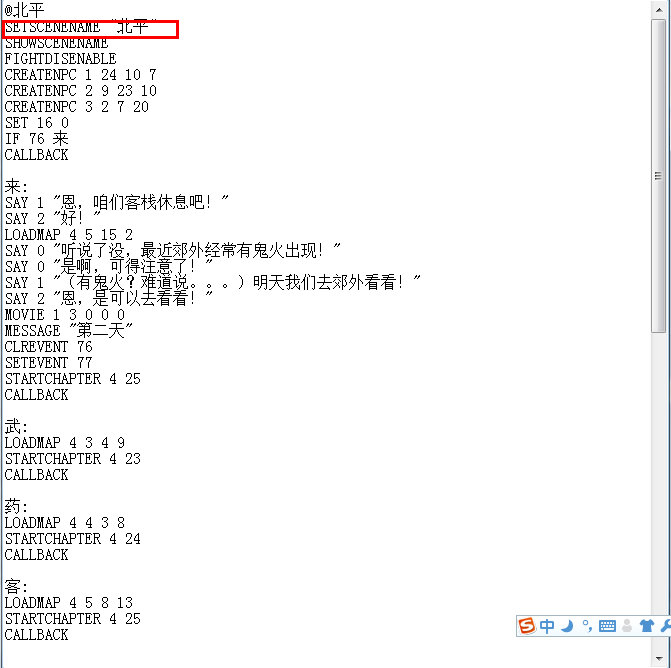 @北平
SETSCENENAME "北平"
SHOWSCENENAME
FIGHTDISENABLE
CREATENPC 1 24 10 7
CREATENPC 2 9 23 10
CREATENPC 3 2 7 20
SET 16 0
IF 76 来
CALLBACK
来:
SAY 1 "恩，咱们客栈休息吧！"
SAY 2 "好！"
LOADMAP 4 5 15 2
SAY 0 "听说了没，最近郊外经常有鬼火出现！"
SAY 0 "是啊，可得注意了！"
SAY 1 "（有鬼火？难道说。。。）明天我们去郊外看看！"
SAY 2 "恩，是可以去看看！"
MOVIE 1 3 0 0 0
MESSAGE "第二天"
CLREVENT 76
SETEVENT 77
STARTCHAPTER 4 25
CALLBACK
武:
LOADMAP 4 3 4 9
STARTCHAPTER 4 23
CALLBACK
药:
LOADMAP 4 4 3 8
STARTCHAPTER 4 24
CALLBACK
客:
LOADMAP 4 5 8 13
STARTCHAPTER 4 25
CALLBACK
S 中